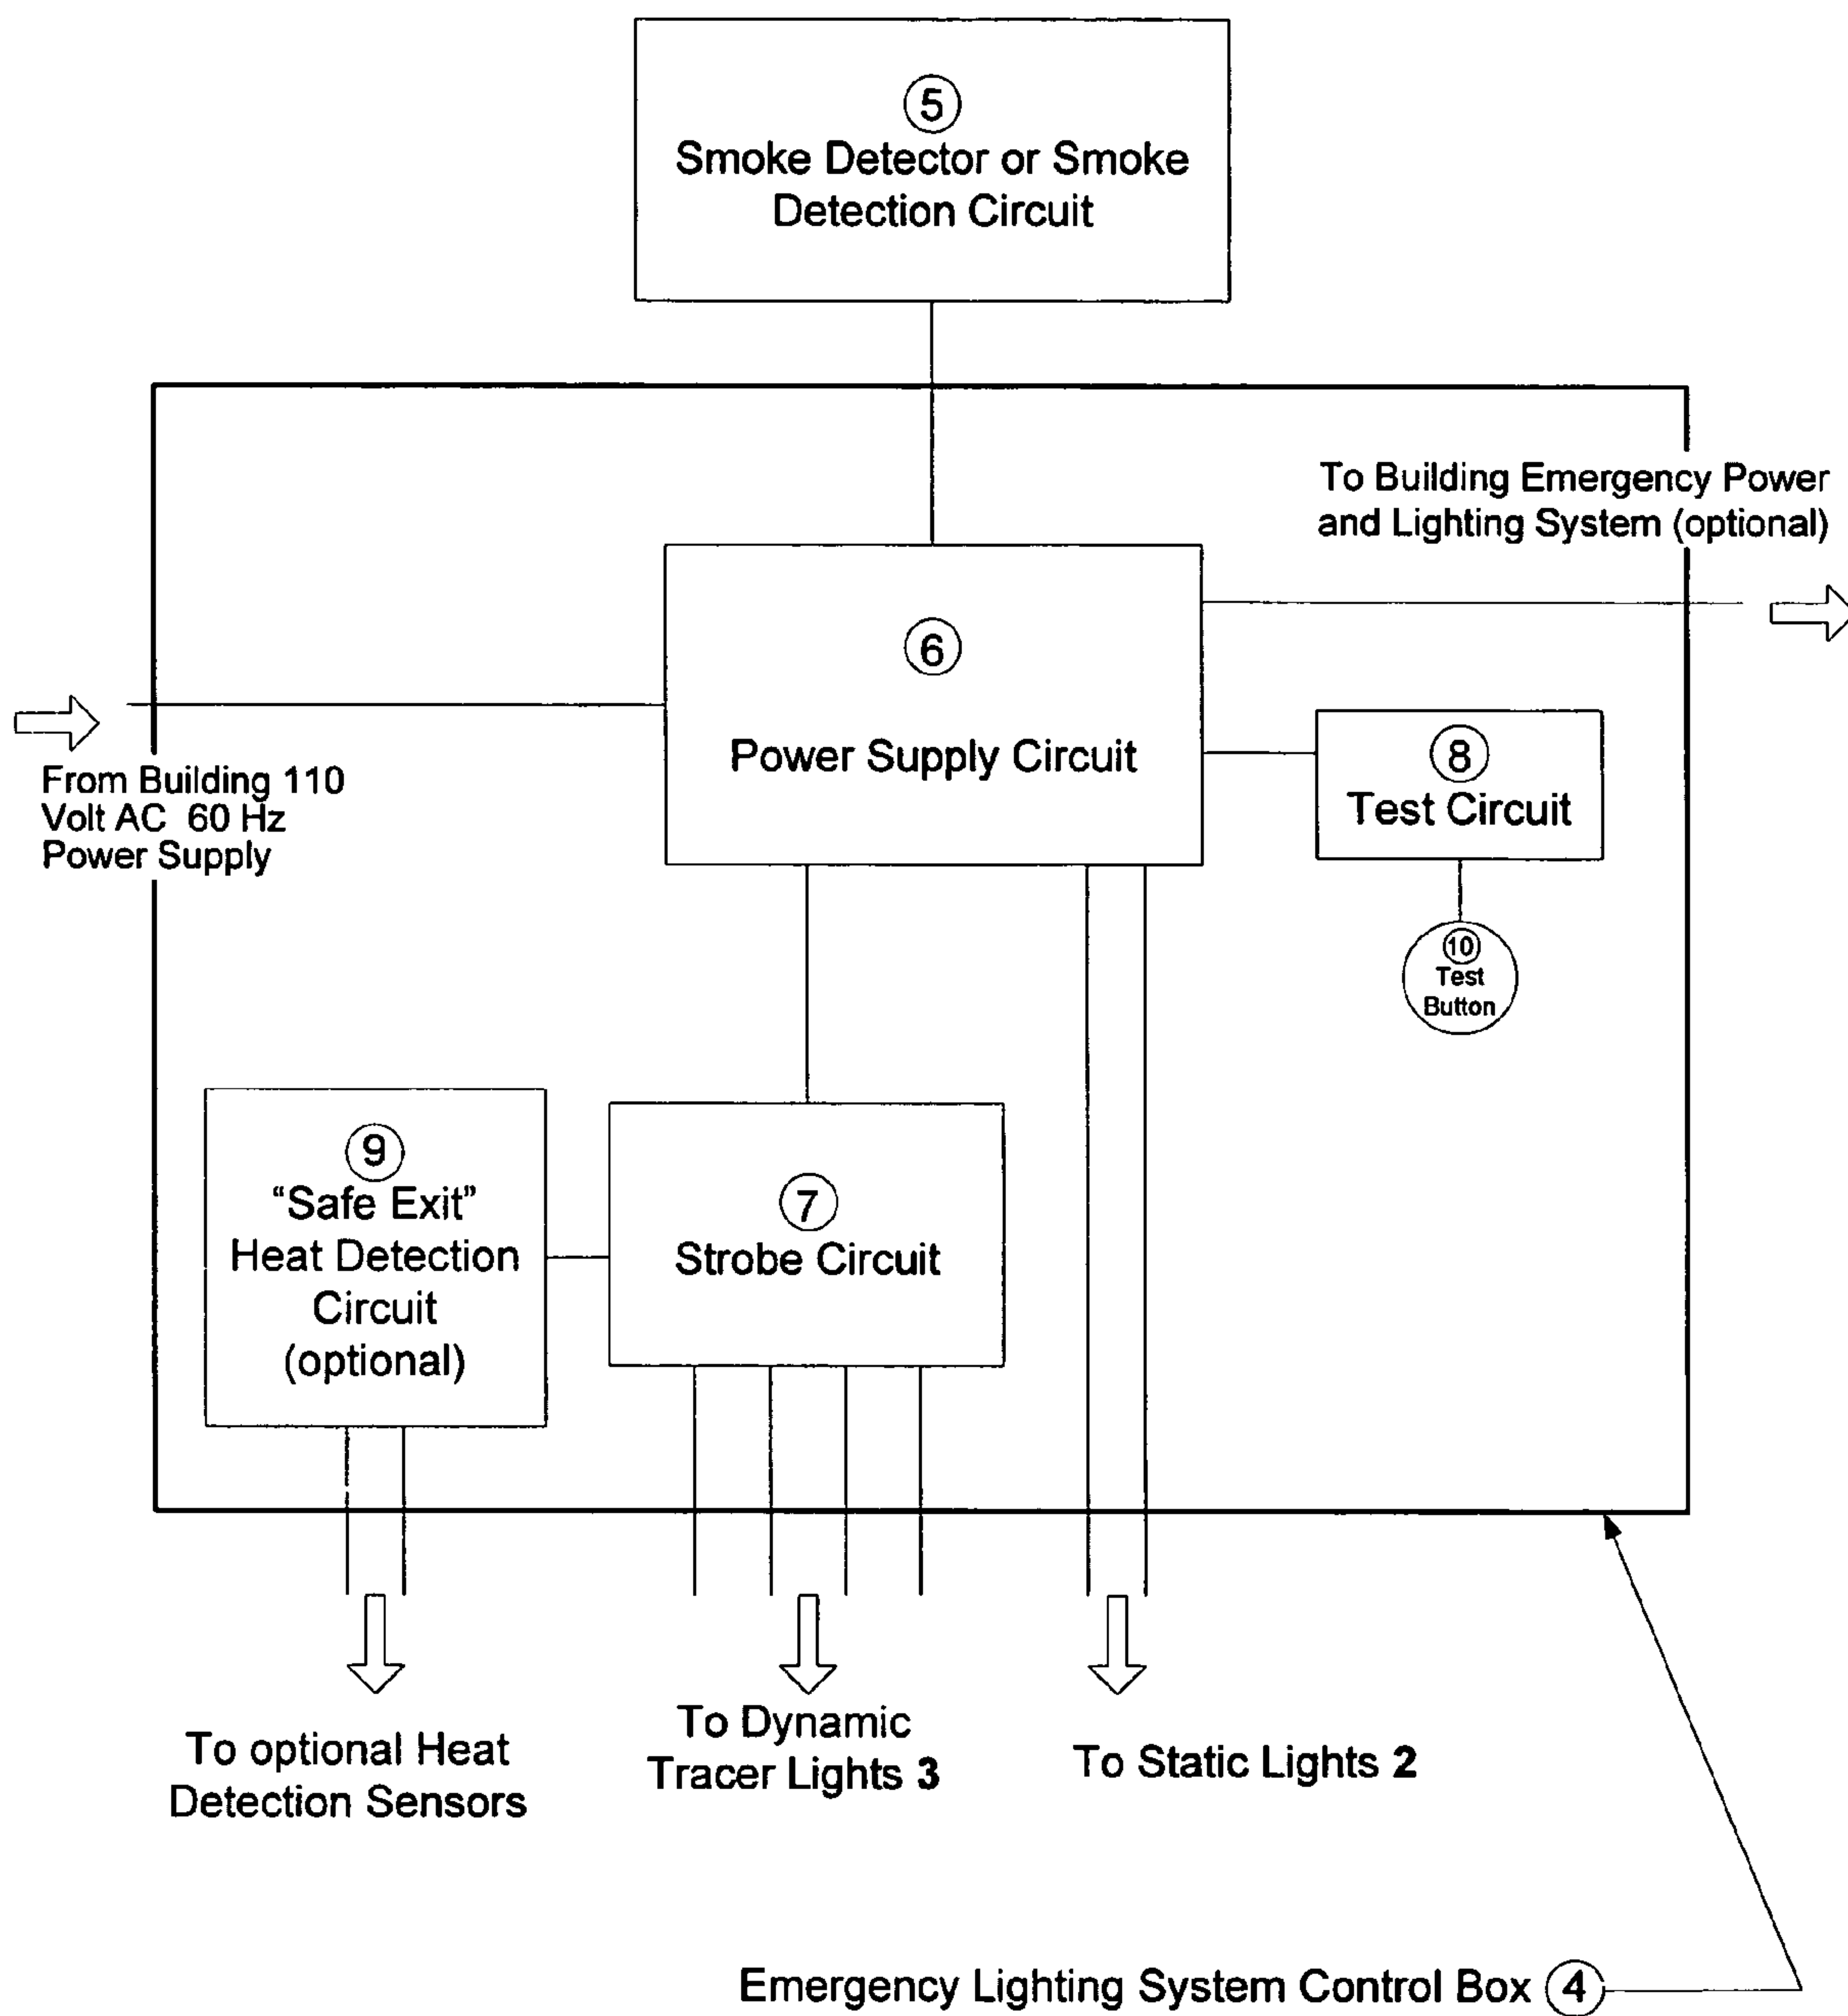 5
Smoke Detector or Smoke
Detection Circuit
To Building Emergency Power
and Lighting System (optional)
6
Power Supply Circuit
From Building 110
Volt AC 60 Hz
Power Supply
8
Test Circuit
10
Test
Button
9
“Safe Exit”
Heat Detection
Circuit
(optional)
7
Strobe Circuit
To optional Heat
Detection Sensors
To Dynamic
Tracer Lights 3
To Static Lights 2
Emergency Lighting System Control Box 4